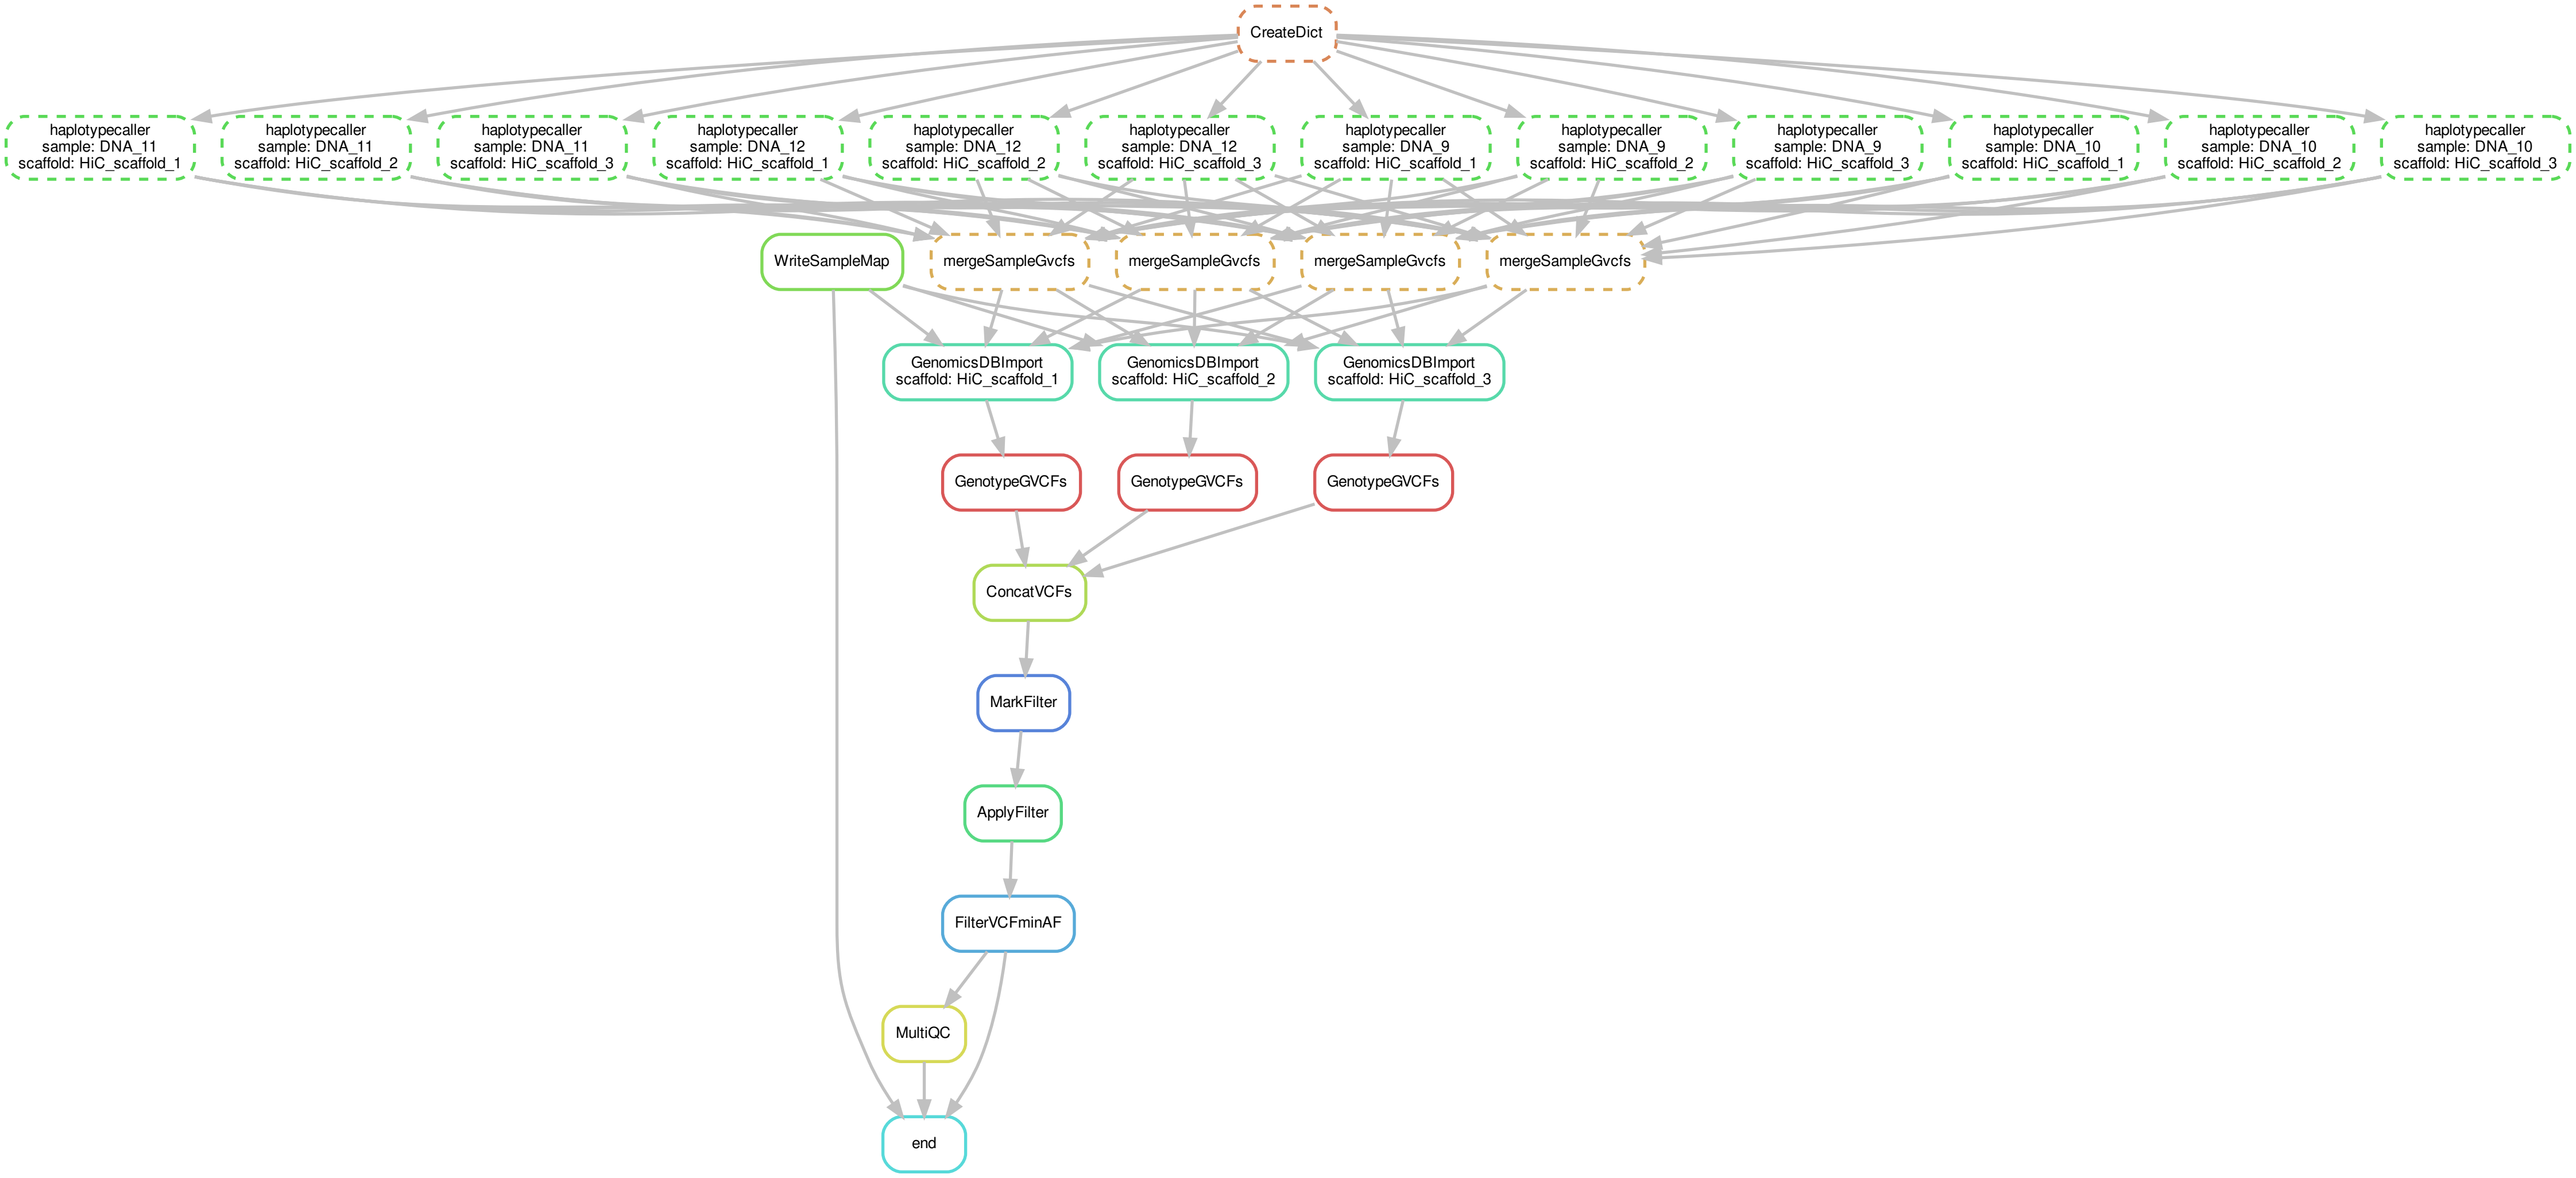 CreateDict
haplotypecaller
sample: DNA_11
scaffold: HiC_scaffold_1
haplotypecaller
sample: DNA_11
scaffold: HiC_scaffold_2
haplotypecaller
sample: DNA_11
scaffold: HiC_scaffold_3
haplotypecaller
sample: DNA_12
scaffold: HiC_scaffold_1
haplotypecaller
sample: DNA_12
scaffold: HiC_scaffold_2
haplotypecaller
sample: DNA_12
scaffold: HiC_scaffold_3
haplotypecaller
sample: DNA_9
scaffold: HiC_scaffold_1
haplotypecaller
sample: DNA_9
scaffold: HiC_scaffold_2
haplotypecaller
sample: DNA_9
scaffold: HiC_scaffold_3
haplotypecaller
sample: DNA_10
scaffold: HiC_scaffold_1
haplotypecaller
sample: DNA_10
scaffold: HiC_scaffold_2
haplotypecaller
sample: DNA_10
scaffold: HiC_scaffold_3
WriteSampleMap
mergeSampleGvcfs
mergeSampleGvcfs
mergeSampleGvcfs
mergeSampleGvcfs
GenomicsDBImport
scaffold: HiC_scaffold_1
GenomicsDBImport
scaffold: HiC_scaffold_2
GenomicsDBImport
scaffold: HiC_scaffold_3
GenotypeGVCFs
GenotypeGVCFs
GenotypeGVCFs
ConcatVCFs
MarkFilter
ApplyFilter
FilterVCFminAF
MultiQC
end